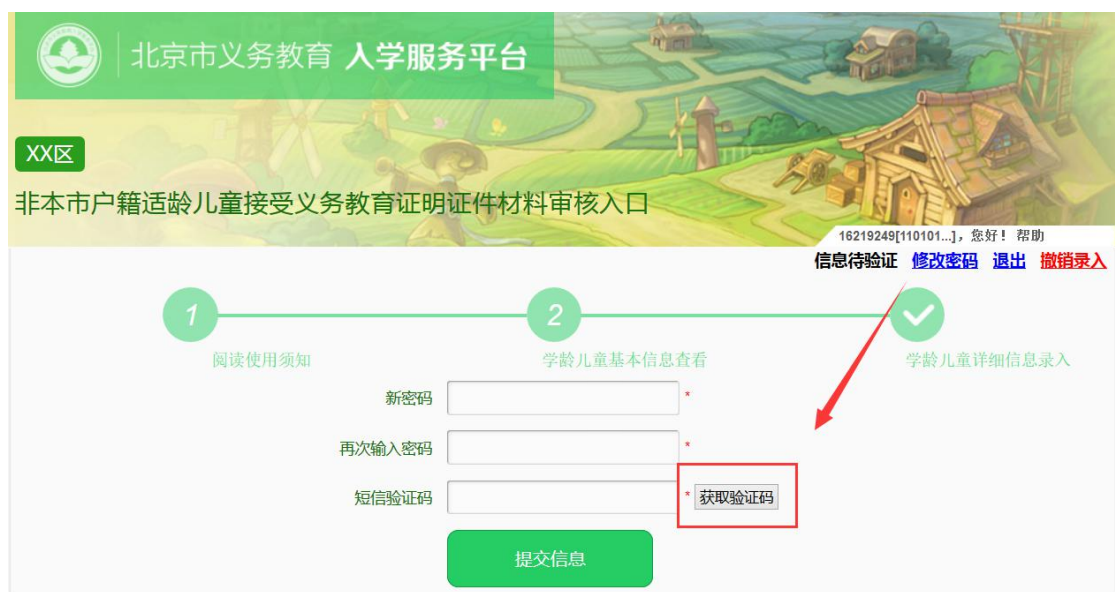 北京市义务教育 入学服务平台
XX区
非本市户籍适龄儿童接受义务教育证明证件材料审核入口
16219249[110101...]，您好！ 帮助
信息待验证 修改密码 退出 撤销录入
1
2
阅读使用须知
学龄儿童基本信息查看
学龄儿童详细信息录入
新密码 *
再次输入密码 *
短信验证码 * 获取验证码
提交信息